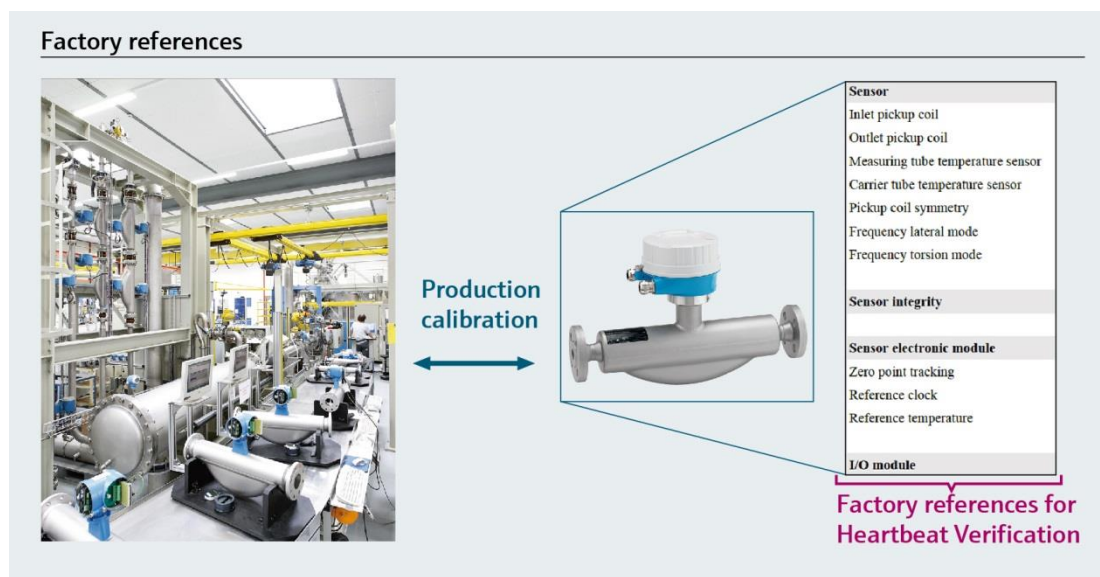 Factory references
Production
calibration
Sensor
Inlet pickup coil
Outlet pickup coil
Measuring tube temperature sensor
Carrier tube temperature sensor
Pickup coil symmetry
Frequency lateral mode
Frequency torsion mode
Sensor integrity
Sensor electronic module
Zero point tracking
Reference clock
Reference temperature
I/O module
Factory references for
Heartbeat Verification